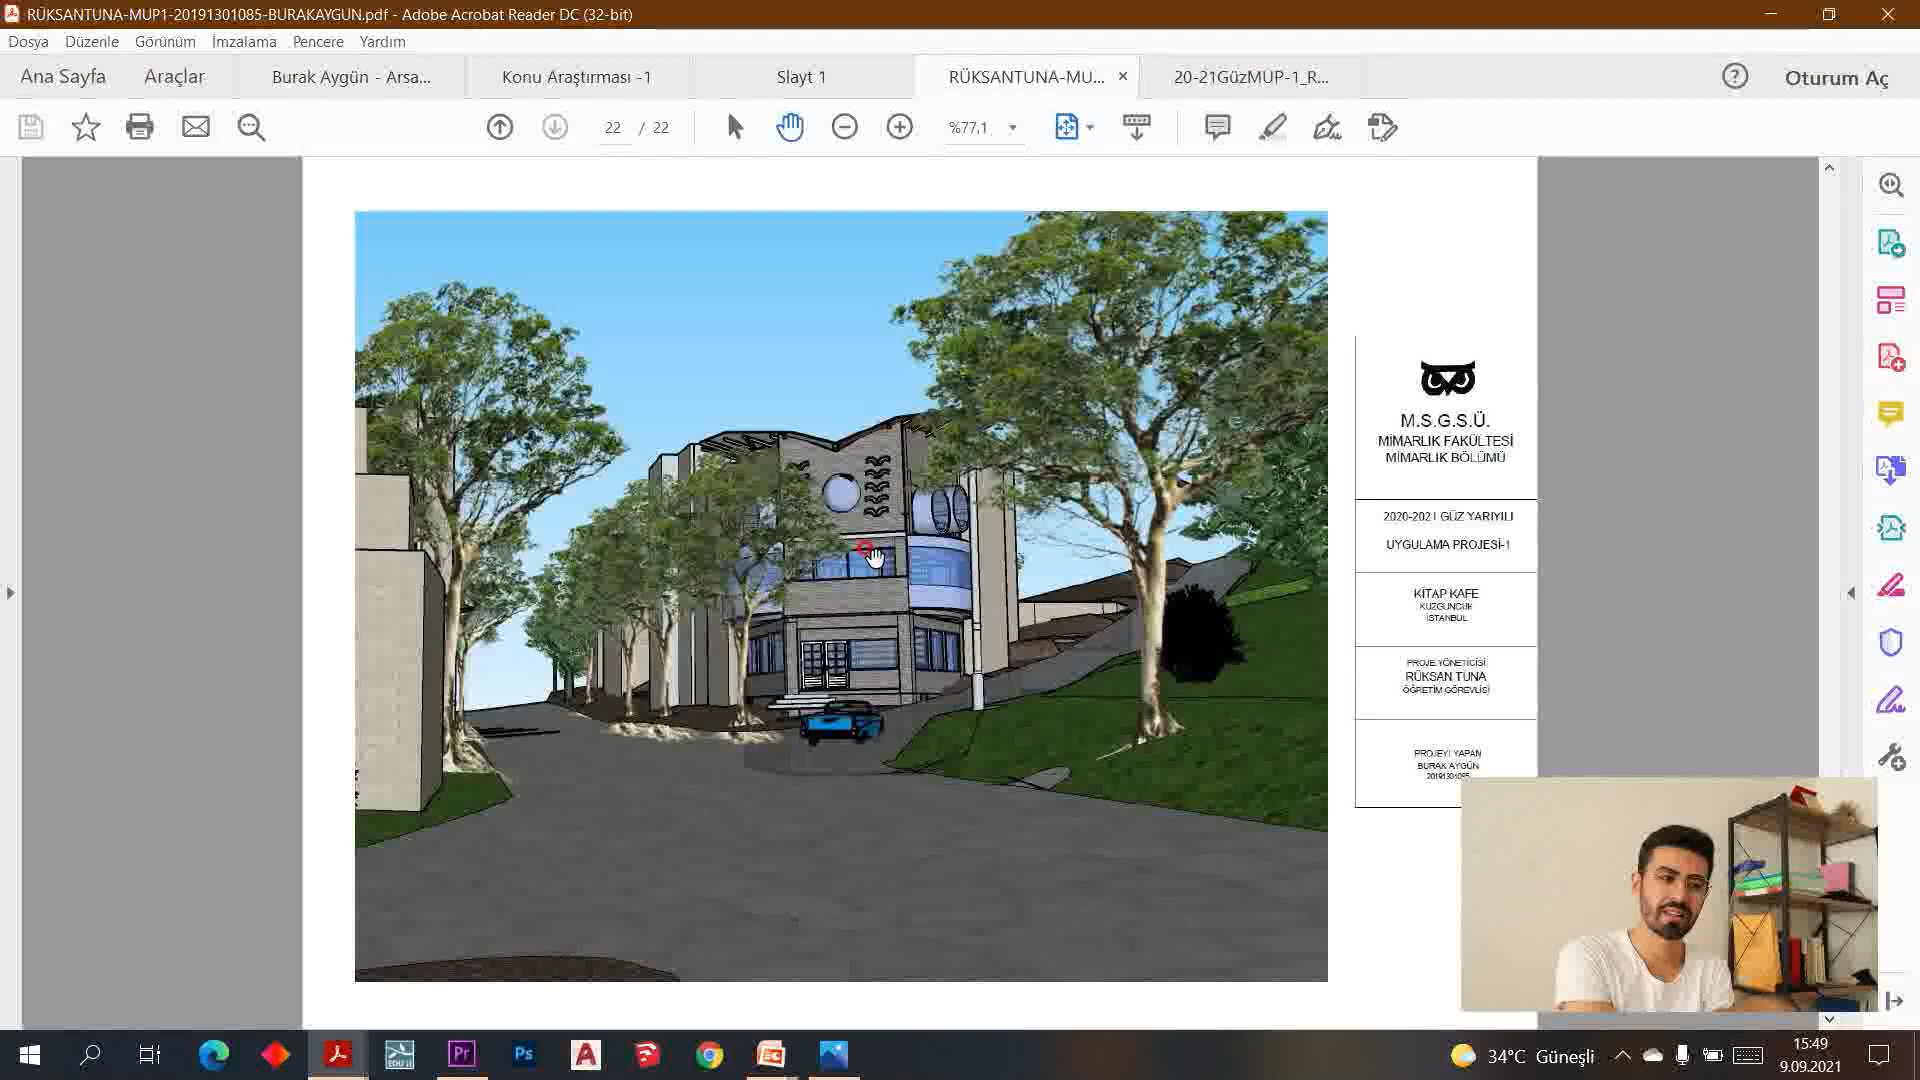 RÜKSANTUNA-MUP1-20191301085-BURAKAYGUN.pdf - Adobe Acrobat Reader DC (32-bit)
Dosya Düzenle Görünüm İmzalama Pencere Yardım
Ana Sayfa Araçlar Burak Aygün - Arsa... Konu Araştırması -1 Slayt 1 RÜKSANTUNA-MU... 20-21GüzMUP-1_R... Oturum Aç
22 / 22 %77,1
M.S.G.S.Ü.
MİMARLIK FAKÜLTESİ
MİMARLIK BÖLÜMÜ
2020-2021 GÜZ YARIYILI
UYGULAMA PROJESİ-1
KİTAP KAFE
KUZGUNCUK
İSTANBUL
PROJE YÖNETİCİSİ
RÜKSAN TUNA
ÖĞRETİM GÖREVLİSİ
PROJEYİ YAPAN
BURAK AYGÜN
20191301085
EDU
Pr Ps
34°C Güneşli
15:49
9.09.2021